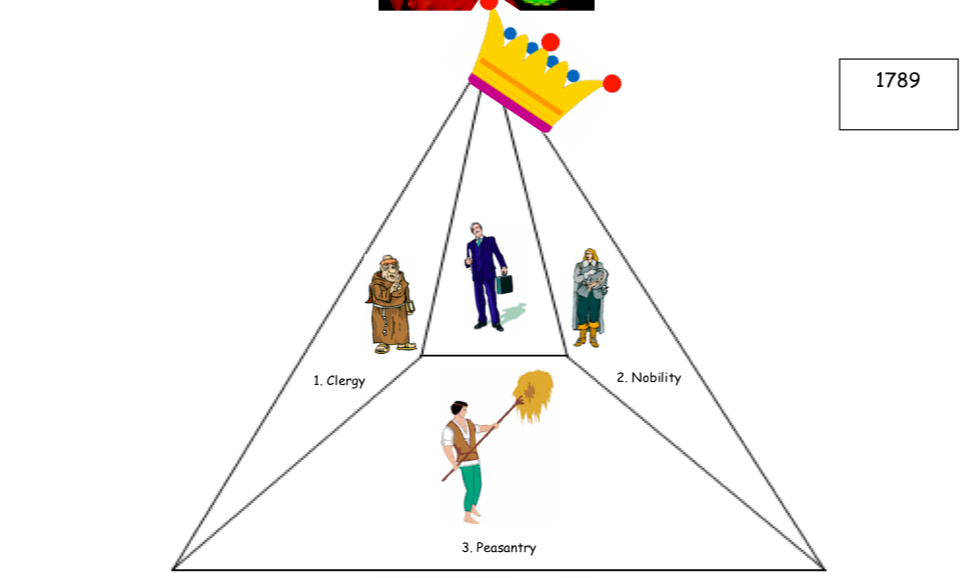 1789
1. Clergy
2. Nobility
3. Peasantry